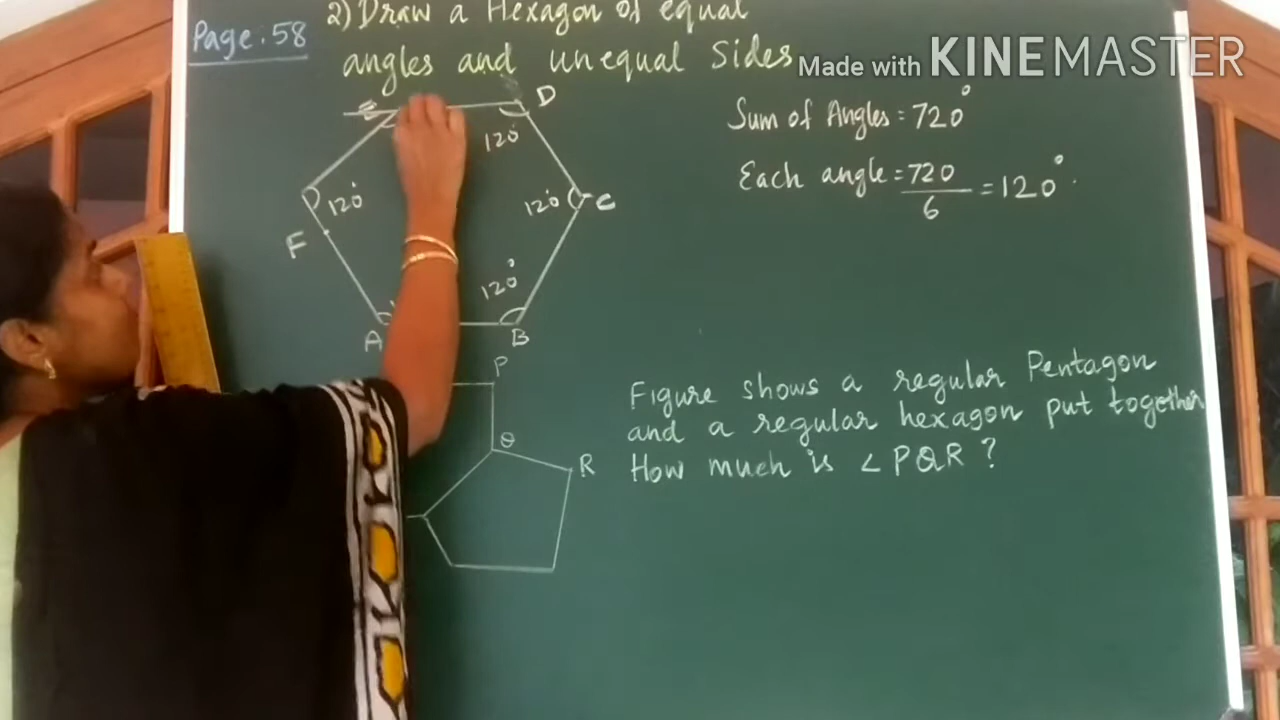 Page. 58
2) Draw a Hexagon of equal
angles and unequal Sides
Made with KINEMASTER
D
120°
120°
F
120° C
120°
A
B
Sum of Angles = 720°
Each angle = 720/6 = 120°.
P
Q
R
Figure shows a regular Pentagon
and a regular hexagon put together
How much is ∠PQR ?